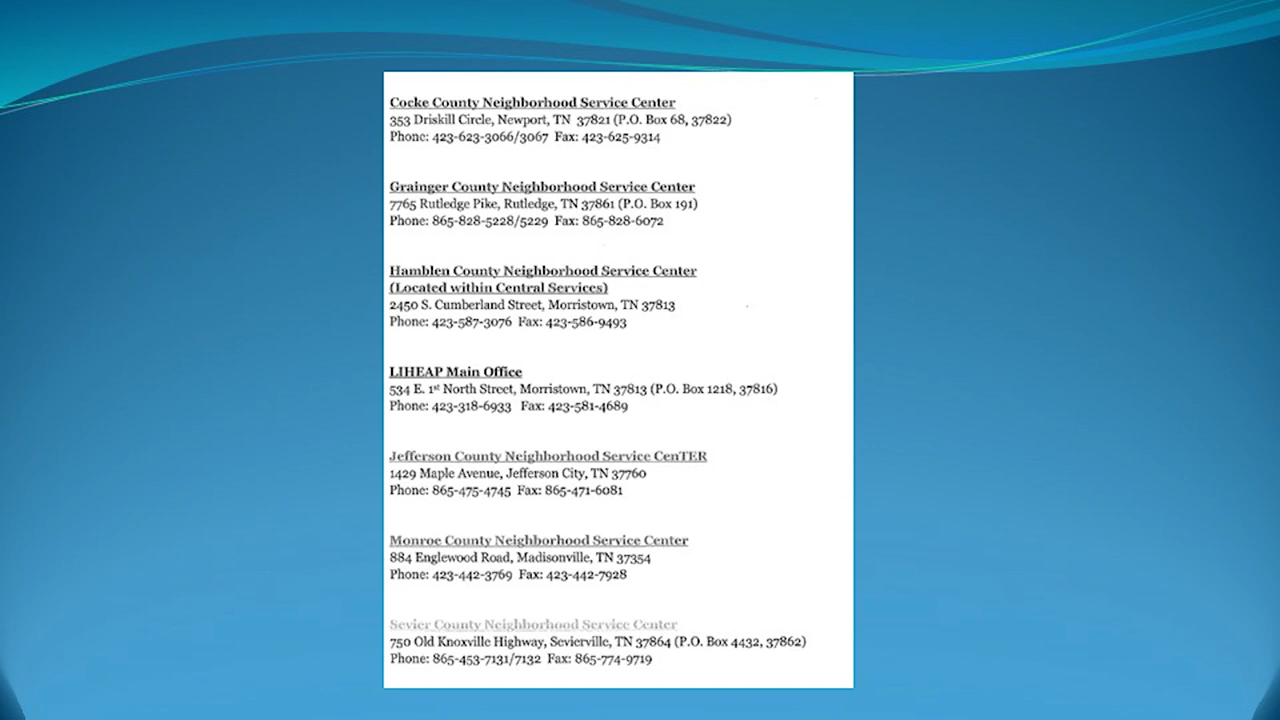 Cocke County Neighborhood Service Center
353 Driskill Circle, Newport, TN 37821 (P.O. Box 68, 37822)
Phone: 423-623-3066/3067 Fax: 423-625-9314
Grainger County Neighborhood Service Center
7765 Rutledge Pike, Rutledge, TN 37861 (P.O. Box 191)
Phone: 865-828-5228/5229 Fax: 865-828-6072
Hamblen County Neighborhood Service Center
(Located within Central Services)
2450 S. Cumberland Street, Morristown, TN 37813
Phone: 423-587-3076 Fax: 423-586-9493
LIHEAP Main Office
534 E. 1st North Street, Morristown, TN 37813 (P.O. Box 1218, 37816)
Phone: 423-318-6933 Fax: 423-581-4689
Jefferson County Neighborhood Service CenTER
1429 Maple Avenue, Jefferson City, TN 37760
Phone: 865-475-4745 Fax: 865-471-6081
Monroe County Neighborhood Service Center
884 Englewood Road, Madisonville, TN 37354
Phone: 423-442-3769 Fax: 423-442-7928
Sevier County Neighborhood Service Center
750 Old Knoxville Highway, Sevierville, TN 37864 (P.O. Box 4432, 37862)
Phone: 865-453-7131/7132 Fax: 865-774-9719